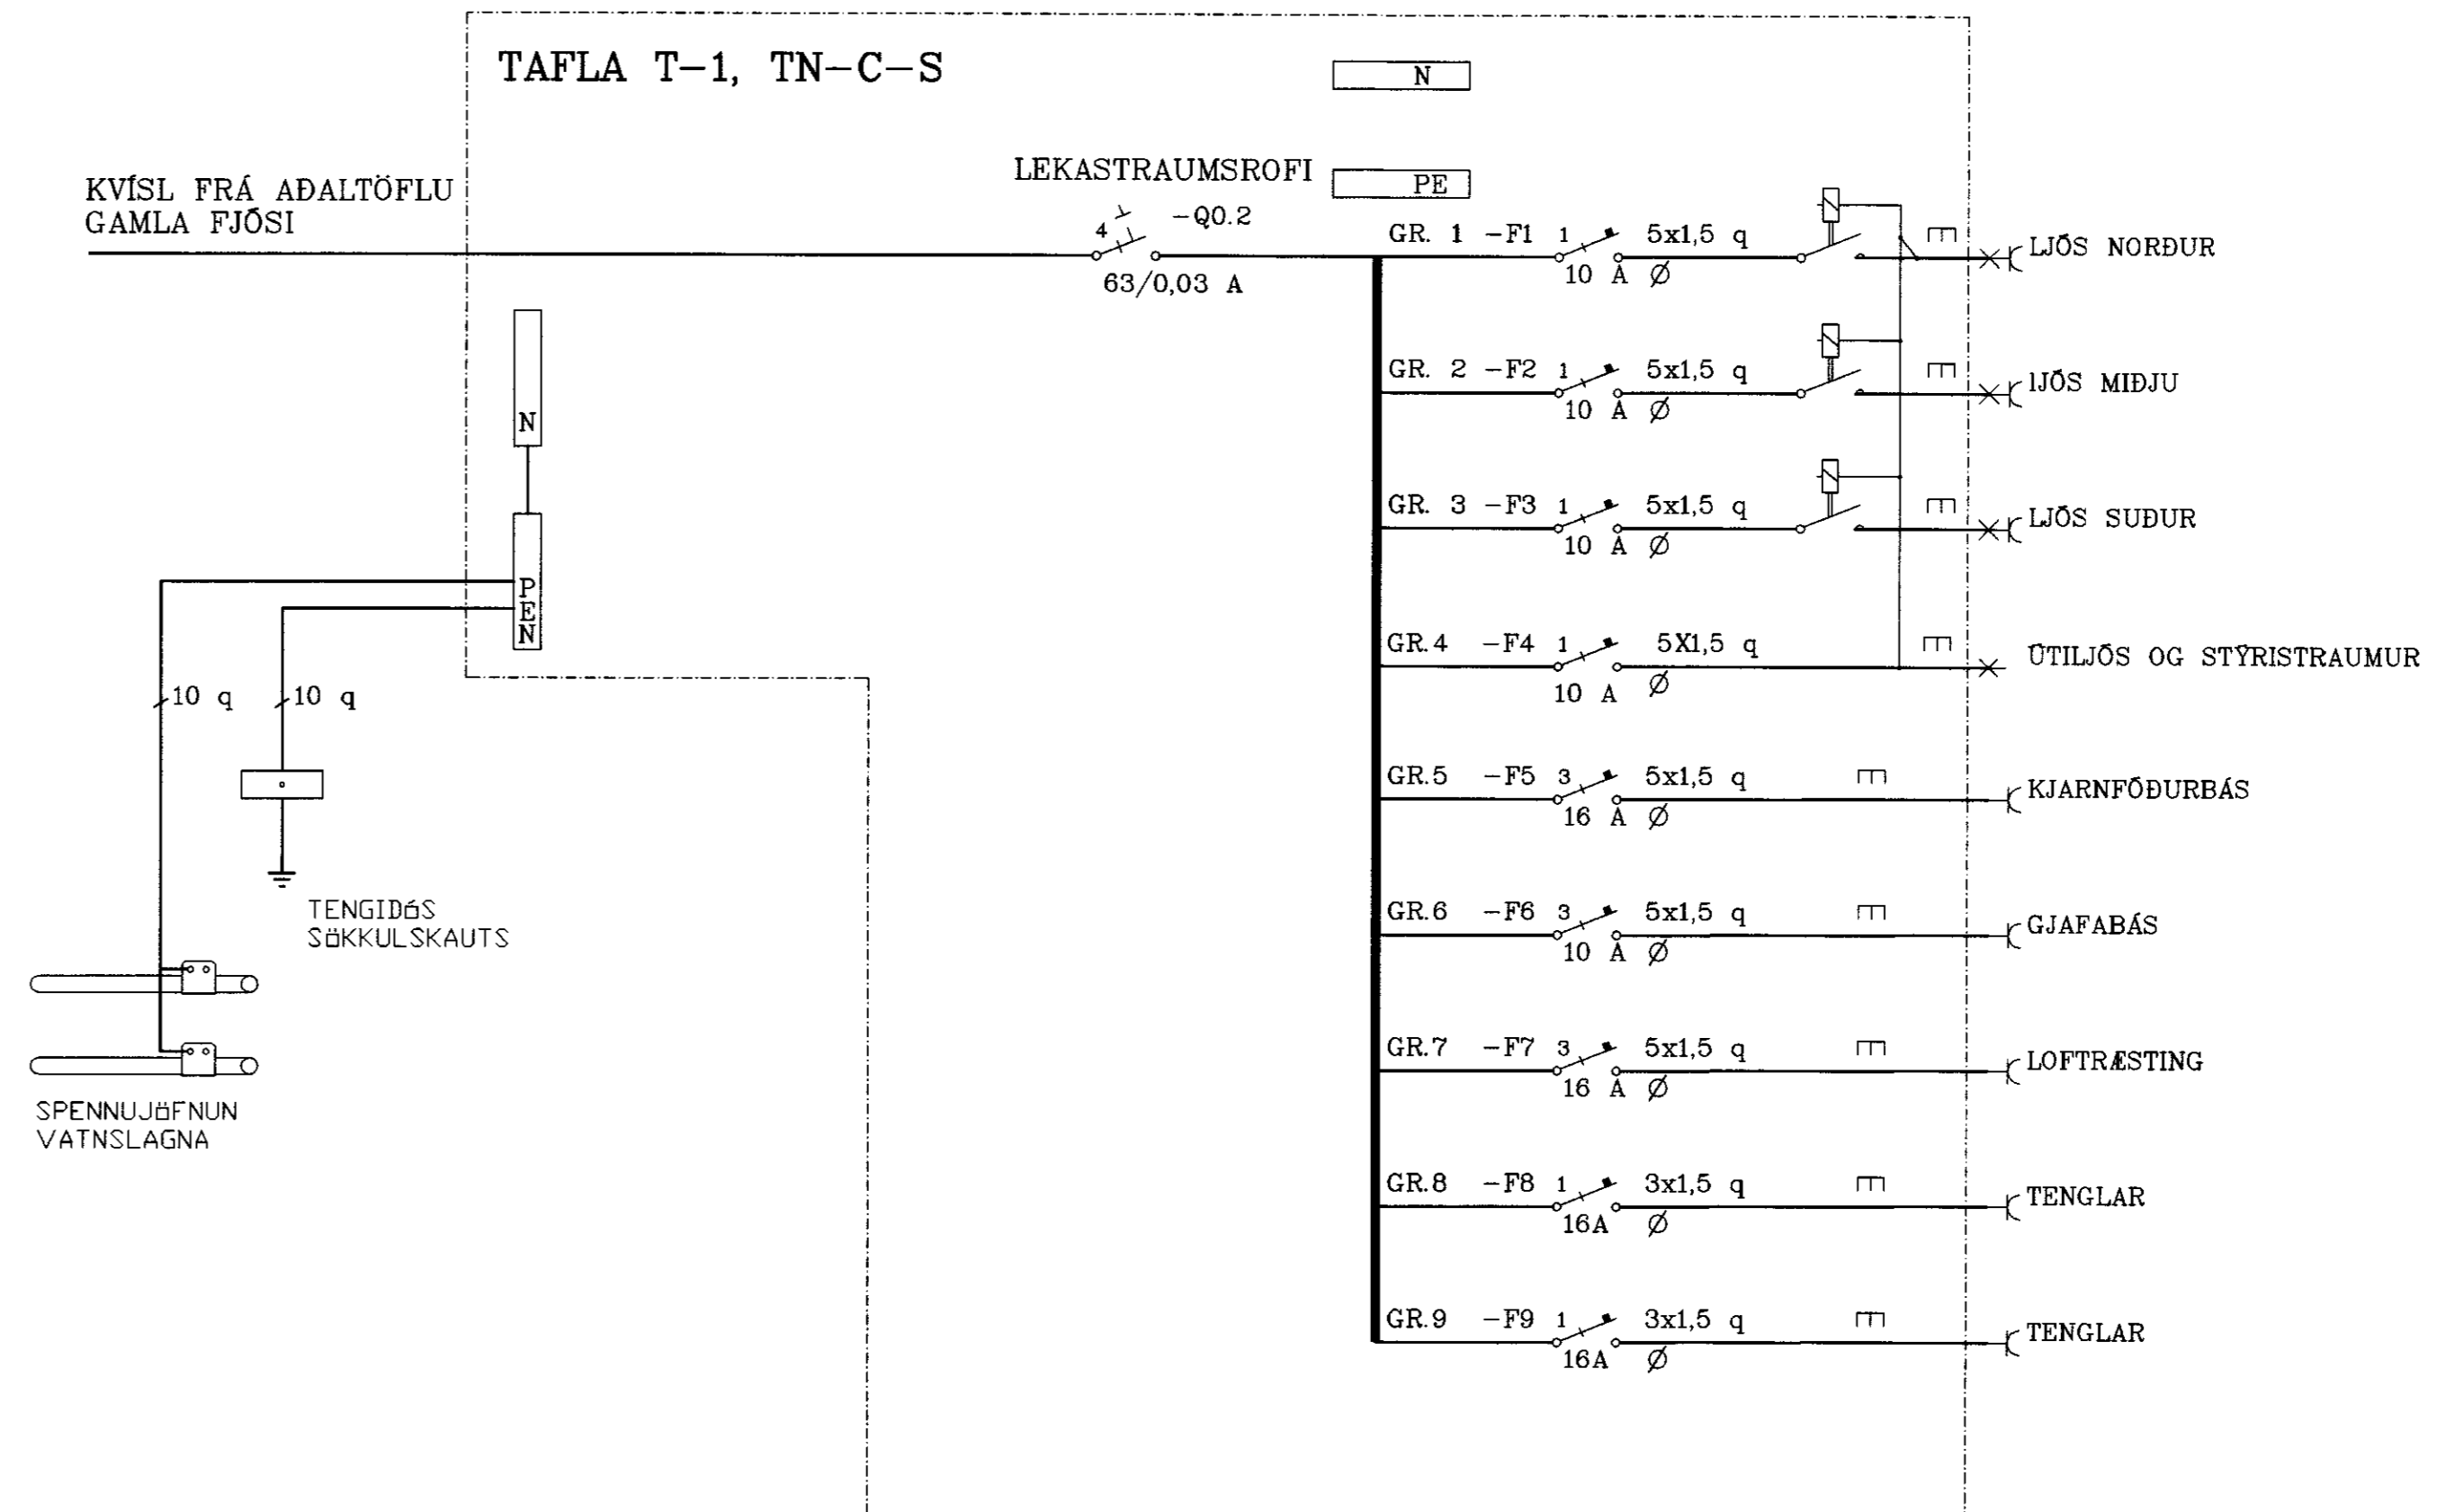 TAFLA T-1, TN-C-S
N
LEKASTRAUMSROFI
PE
KVÍSL FRÁ AÐALTÖFLU
GAMLA FJÓSI
4 -Q0.2
63/0,03 A
N
PEN
10 q
10 q
TENGIDÓS
SÖKKULSKAUTS
SPENNUJÖFNUN
VATNSLAGNA
GR. 1 -F1 1 5x1,5 q LJÓS NORÐUR
10 A Ø
GR. 2 -F2 1 5x1,5 q lJÓS MIÐJU
10 A Ø
GR. 3 -F3 1 5x1,5 q LJÓS SUÐUR
10 A Ø
GR.4 -F4 1 5X1,5 q ÚTILJÓS OG STÝRISTRAUMUR
10 A Ø
GR.5 -F5 3 5x1,5 q KJARNFÓÐURBÁS
16 A Ø
GR.6 -F6 3 5x1,5 q GJAFABÁS
10 A Ø
GR.7 -F7 3 5x1,5 q LOFTRÆSTING
16 A Ø
GR.8 -F8 1 3x1,5 q TENGLAR
16A Ø
GR.9 -F9 1 3x1,5 q TENGLAR
16A Ø